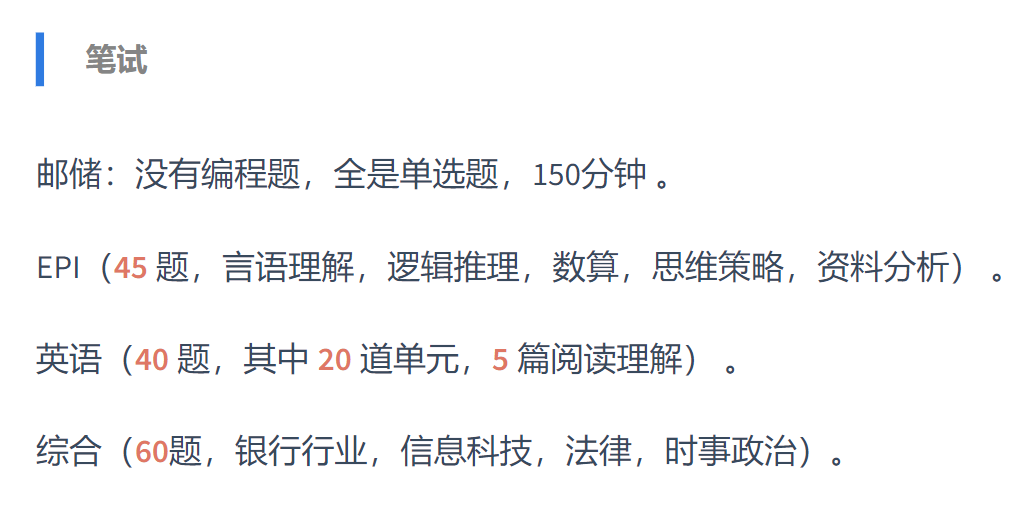 笔试
邮储：没有编程题，全是单选题，150分钟 。
EPI（45 题，言语理解，逻辑推理，数算，思维策略，资料分析） 。
英语（40 题，其中 20 道单元，5 篇阅读理解） 。
综合（60题，银行行业，信息科技，法律，时事政治）。